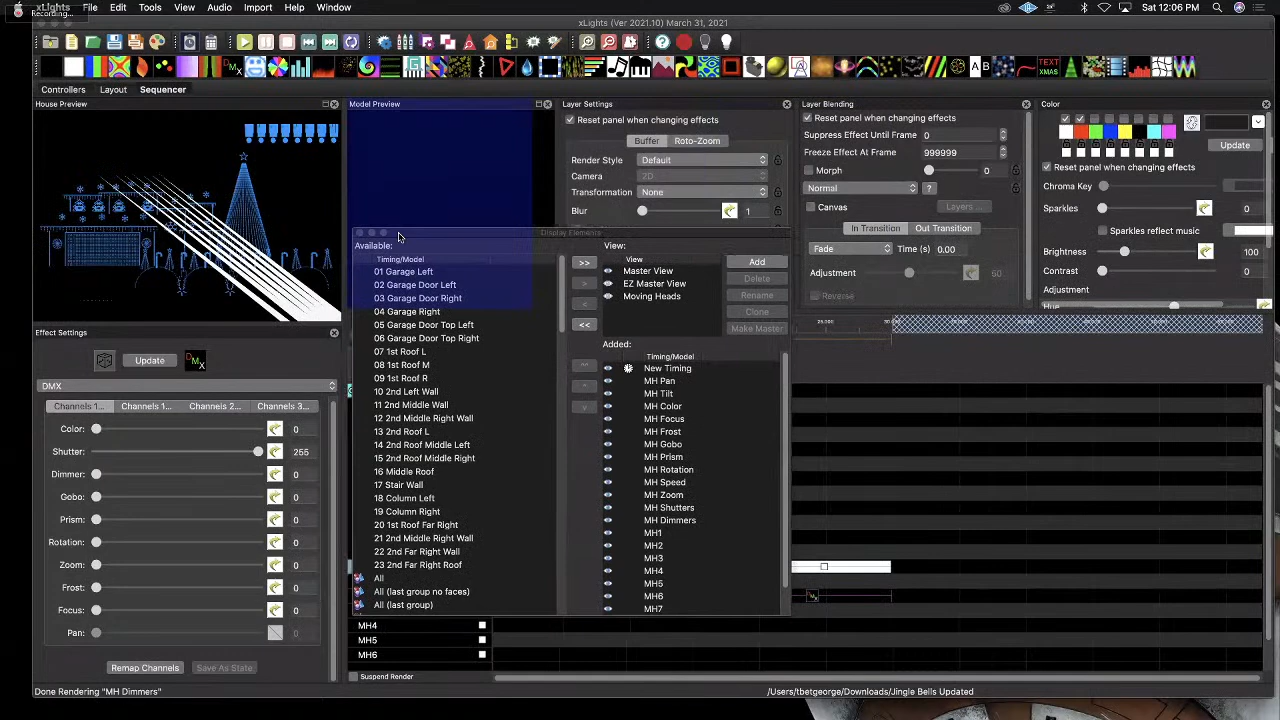 xLights Edit Tools View Audio Import Help Window
Recording...
Sat 12:06 PM
xLights (Ver 2021.10) March 31, 2021
Controllers Layout Sequencer
House Preview
Model Preview
Layer Settings
Reset panel when changing effects
Buffer Roto-Zoom
Render Style Default
Camera 2D
Transformation None
Blur 1
Layer Blending
Reset panel when changing effects
Suppress Effect Until Frame 0
Freeze Effect At Frame 999999
Morph 0
Normal ?
Canvas Layers ...
In Transition Out Transition
Fade Time (s) 0.00
Adjustment 60
Reverse
Color
Update
Reset panel when changing effects
Chroma Key
Sparkles 0
Sparkles reflect music
Brightness 100
Contrast 0
Adjustment
Hue
Display Elements
Available:
Timing/Model
01 Garage Left
02 Garage Door Left
03 Garage Door Right
04 Garage Right
05 Garage Door Top Left
06 Garage Door Top Right
07 1st Roof L
08 1st Roof M
09 1st Roof R
10 2nd Left Wall
11 2nd Middle Wall
12 2nd Middle Right Wall
13 2nd Roof L
14 2nd Roof Middle Left
15 2nd Roof Middle Right
16 Middle Roof
17 Stair Wall
18 Column Left
19 Column Right
20 1st Roof Far Right
21 2nd Middle Right Wall
22 2nd Far Right Wall
23 2nd Far Right Roof
All
All (last group no faces)
All (last group)
>>
>
<
<<
^^
^
v
View:
View
Master View
EZ Master View
Moving Heads
Add
Delete
Rename
Clone
Make Master
Added:
Timing/Model
New Timing
MH Pan
MH Tilt
MH Color
MH Focus
MH Frost
MH Gobo
MH Prism
MH Rotation
MH Speed
MH Zoom
MH Shutters
MH Dimmers
MH1
MH2
MH3
MH4
MH5
MH6
MH7
Effect Settings
Update
DMX
Channels 1... Channels 1... Channels 2... Channels 3...
Color: 0
Shutter: 255
Dimmer: 0
Gobo: 0
Prism: 0
Rotation: 0
Zoom: 0
Frost: 0
Focus: 0
Pan: 0
Remap Channels Save As State
MH4
MH5
MH6
Suspend Render
Done Rendering "MH Dimmers"
/Users/tbetgeorge/Downloads/Jingle Bells Updated